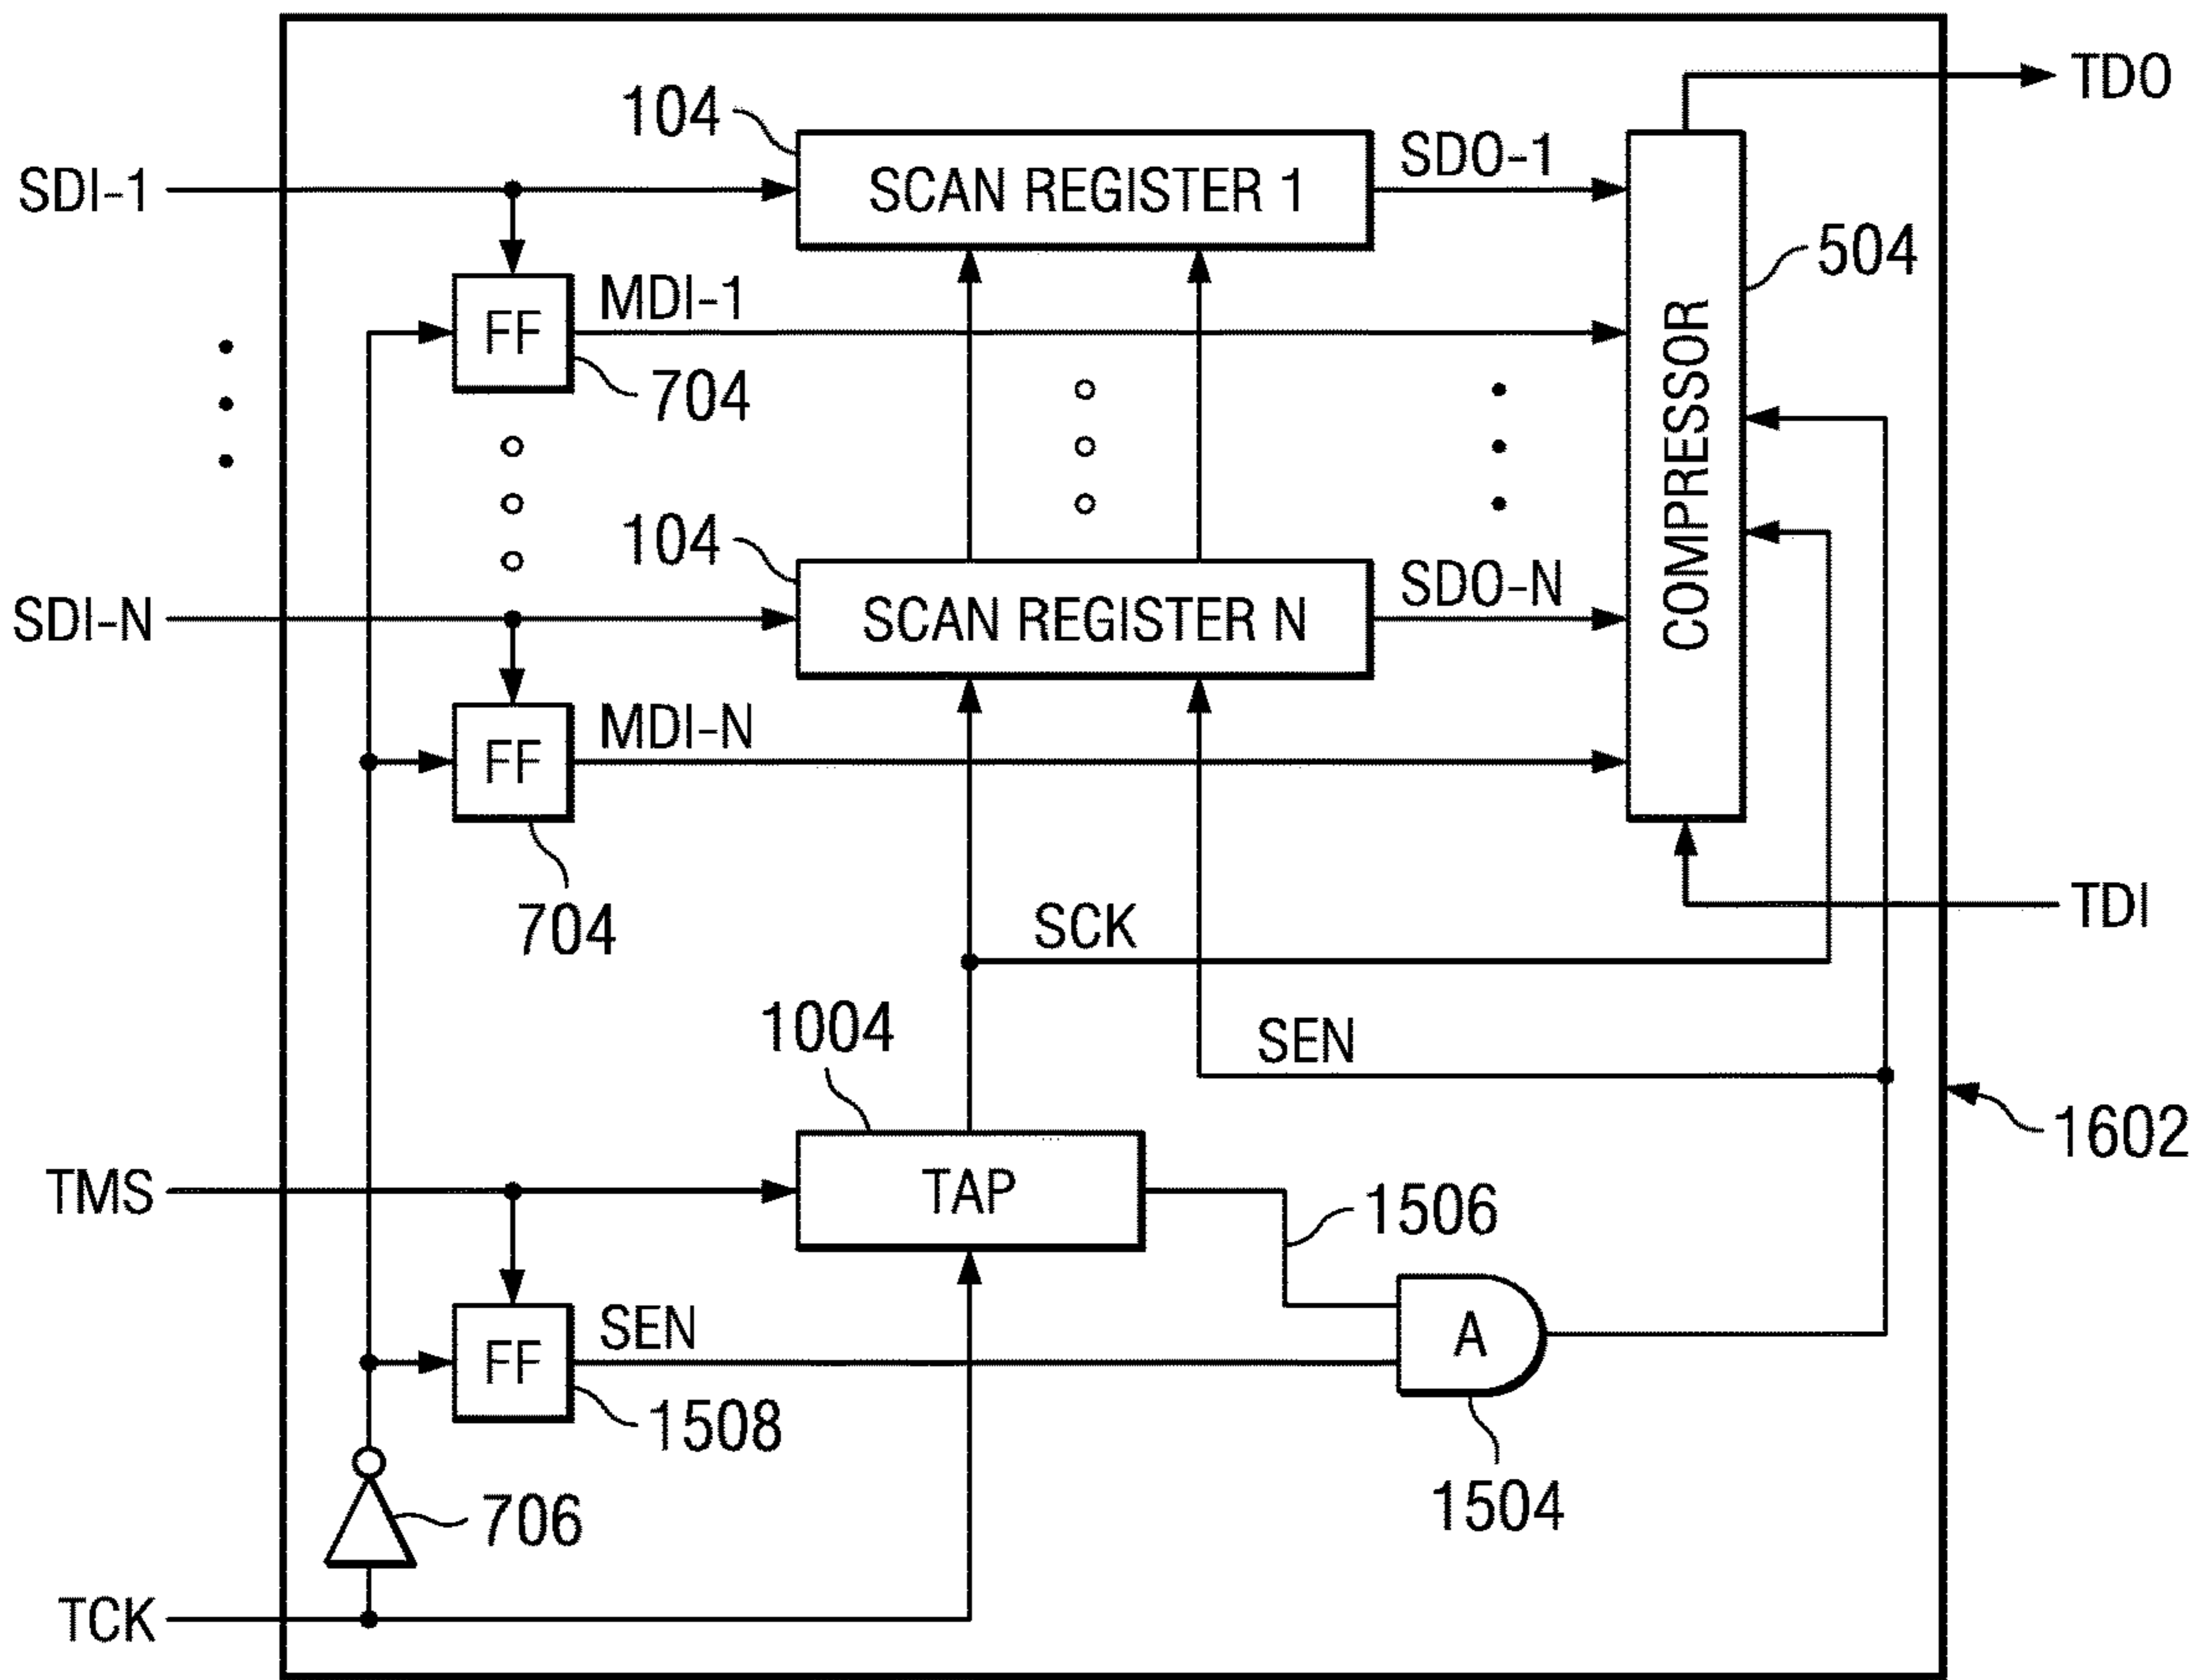 TDO
104
SDI-1
SCAN REGISTER 1
SDO-1
504
FF
MDI-1
704
COMPRESSOR
104
SDI-N
SCAN REGISTER N
SDO-N
FF
MDI-N
704
TDI
SCK
1004
SEN
1602
TMS
TAP
1506
FF
SEN
A
1508
1504
706
TCK